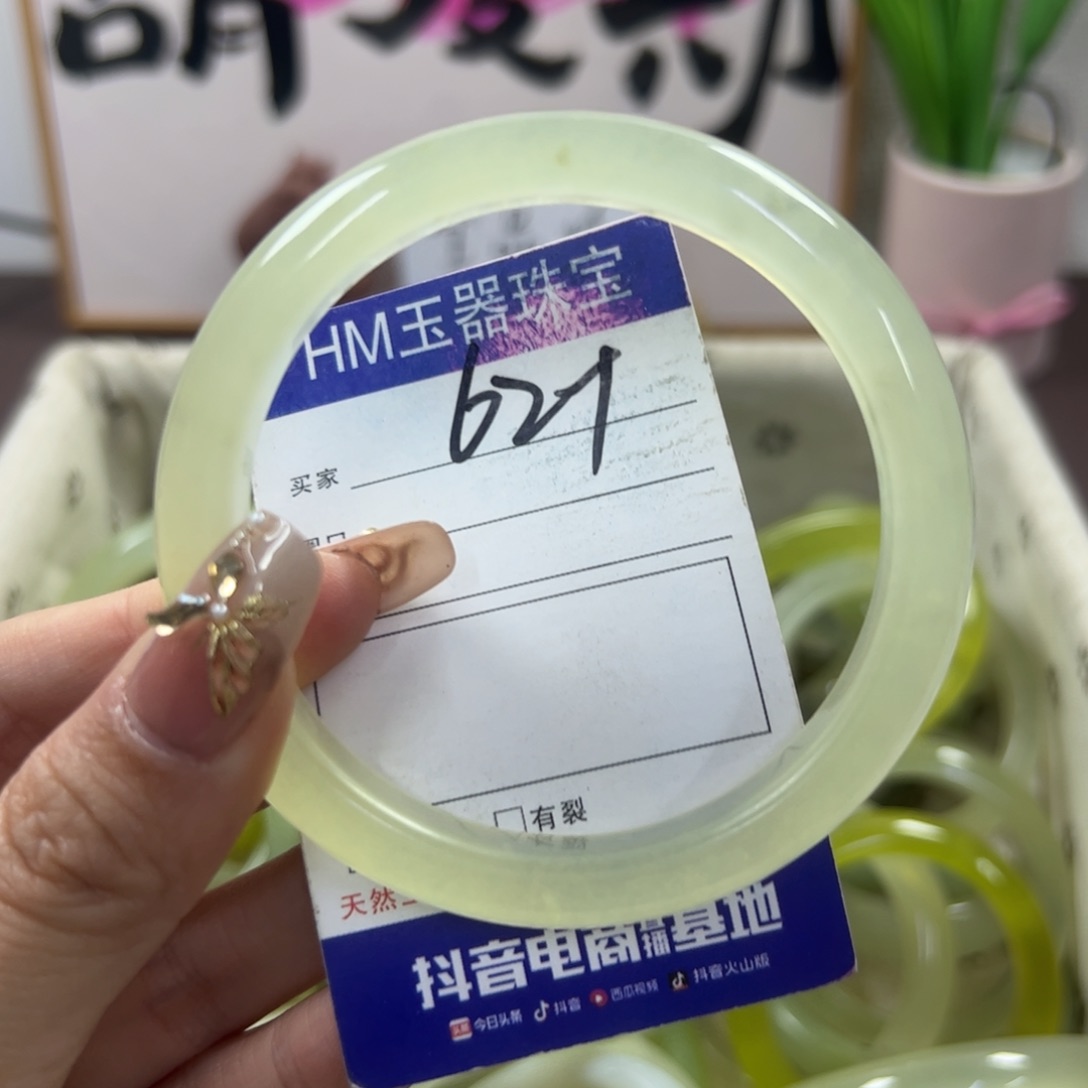 HM玉器珠宝
621
买家
有裂
天然
抖音电商直播基地
今日头条 抖音 西瓜视频 抖音火山版